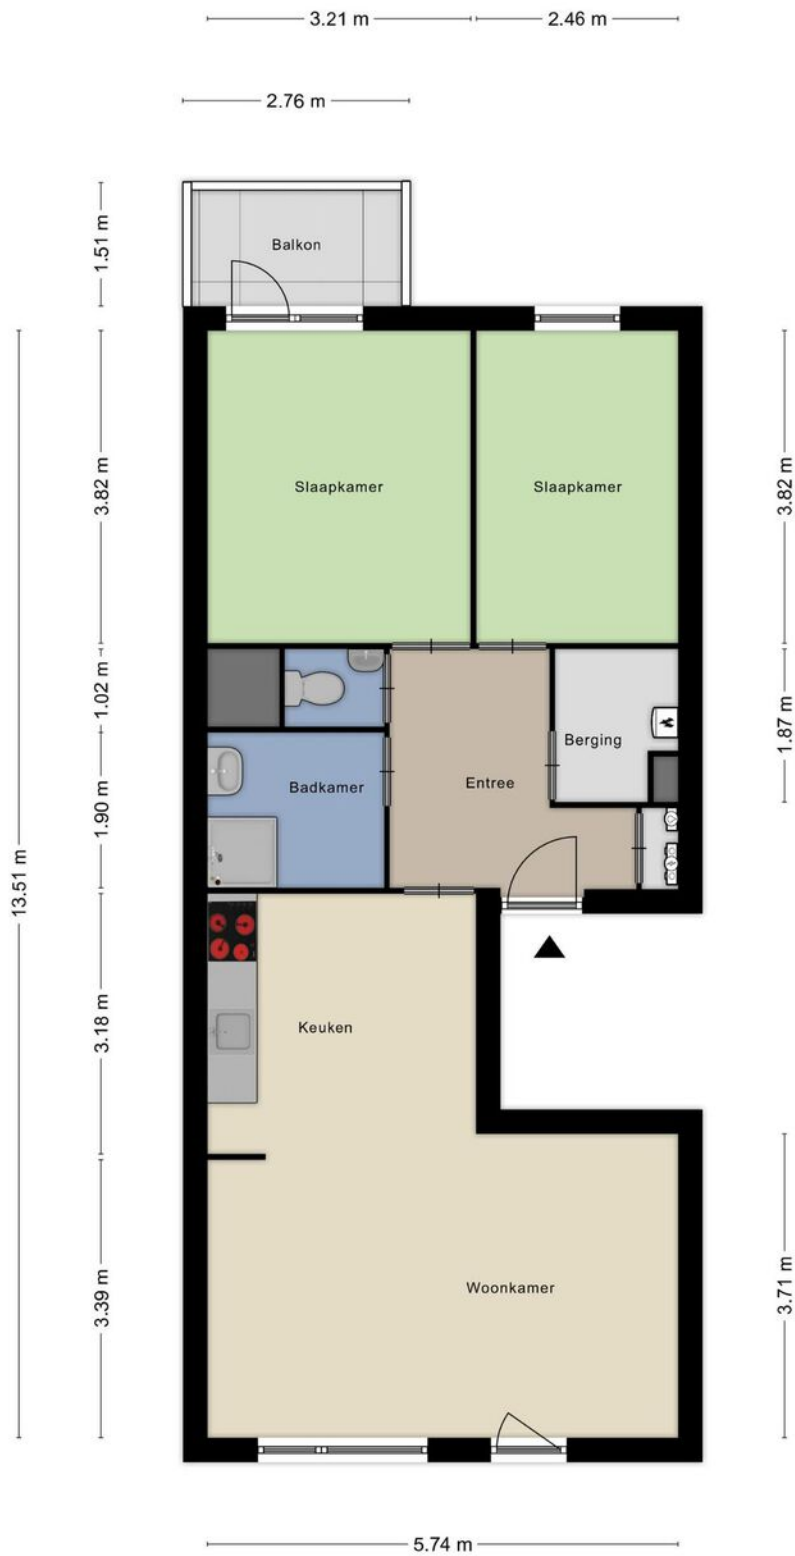 3.21 m
2.46 m
2.76 m
1.51 m
Balkon
3.82 m
Slaapkamer
Slaapkamer
3.82 m
1.02 m
1.87 m
Berging
Entree
Badkamer
1.90 m
13.51 m
Keuken
3.18 m
Woonkamer
3.39 m
3.71 m
5.74 m